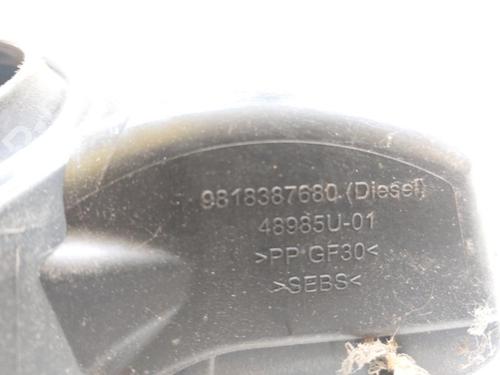 9818387680 (Diesel)
48985U-01
>PP GF30<
>SEBS<